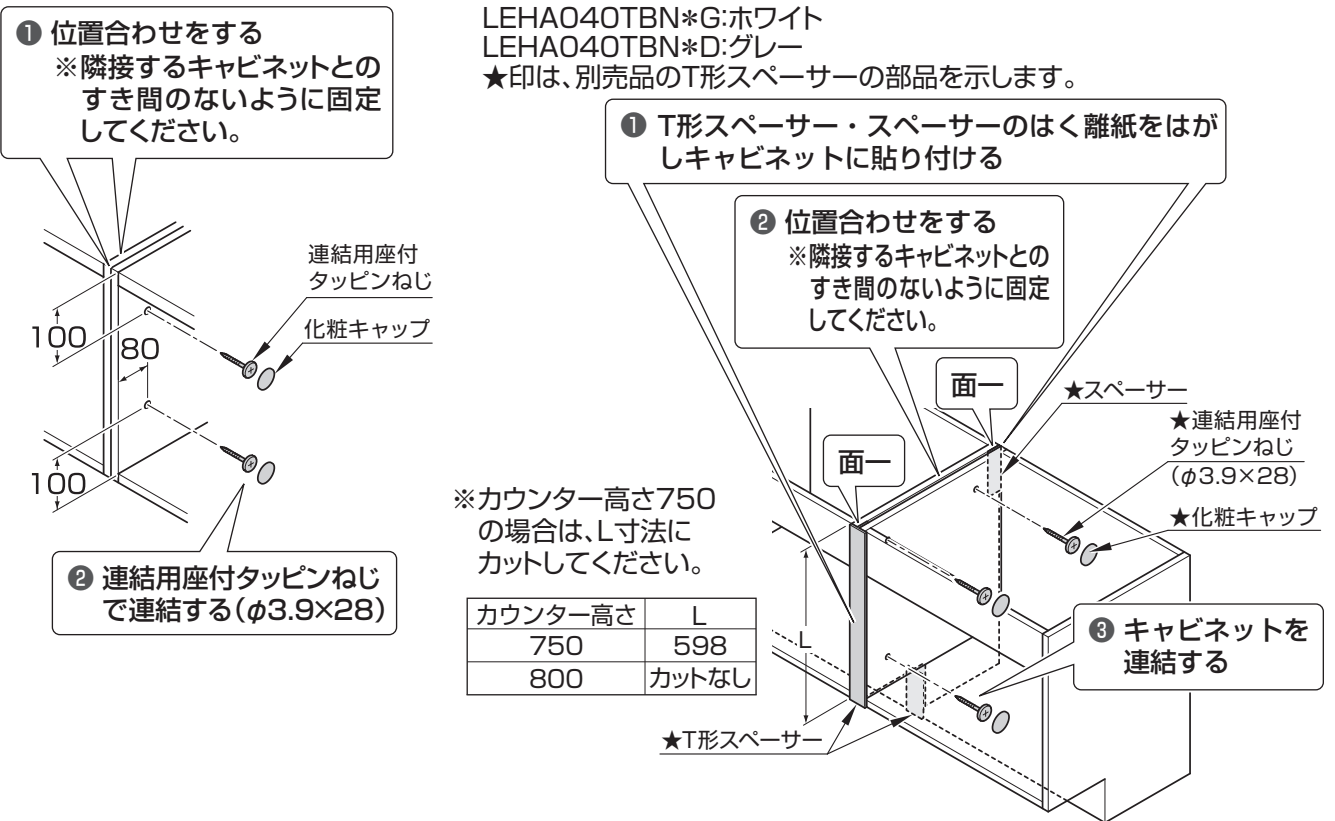 ❶ 位置合わせをする
※隣接するキャビネットとの
すき間のないように固定
してください。
連結用座付
タッピンねじ
化粧キャップ
100
80
100
❷ 連結用座付タッピンねじ
で連結する(φ3.9×28)
LEHA040TBN*G:ホワイト
LEHA040TBN*D:グレー
★印は、別売品のT形スペーサーの部品を示します。
❶ T形スペーサー・スペーサーのはく離紙をはが
しキャビネットに貼り付ける
❷ 位置合わせをする
※隣接するキャビネットとの
すき間のないように固定
してください。
面一
面一
★スペーサー
★連結用座付
タッピンねじ
(φ3.9×28)
★化粧キャップ
※カウンター高さ750
の場合は、L寸法に
カットしてください。
カウンター高さ L
750 598
800 カットなし
L
❸ キャビネットを
連結する
★T形スペーサー